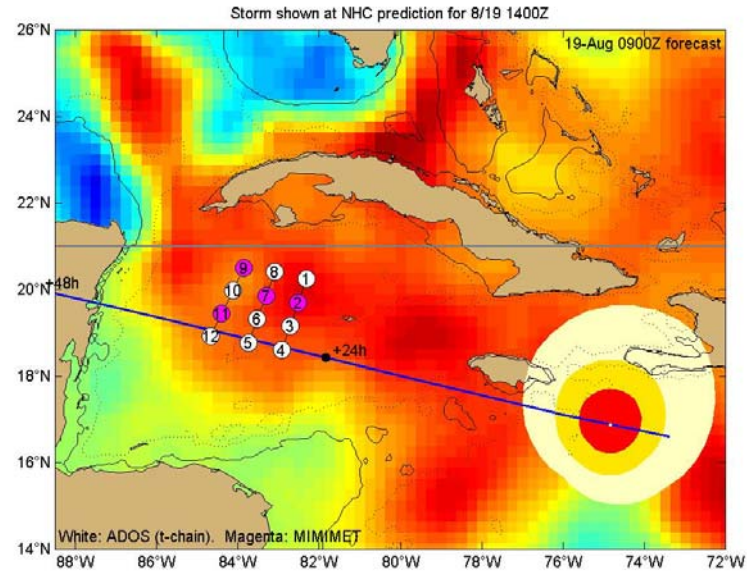 Storm shown at NHC prediction for 8/19 1400Z
19-Aug 0900Z forecast
26°N
24°N
22°N
20°N
18°N
16°N
14°N
9
8
1
10
7
2
11
6
3
12
5
4
+48h
+24h
White: ADOS (t-chain). Magenta: MIMIMET
88°W
86°W
84°W
82°W
80°W
78°W
76°W
74°W
72°W